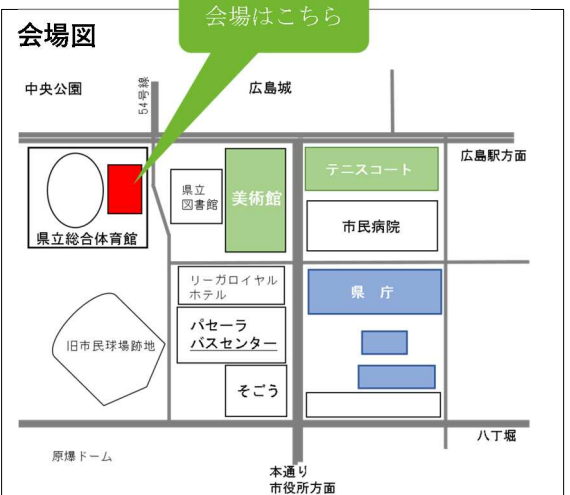 会場はこちら
会場図
中央公園
54号線
広島城
広島駅方面
県立
図書館
美術館
テニスコート
市民病院
県立総合体育館
リーガロイヤル
ホテル
県 庁
パセーラ
バスセンター
旧市民球場跡地
そごう
八丁堀
原爆ドーム
本通り
市役所方面